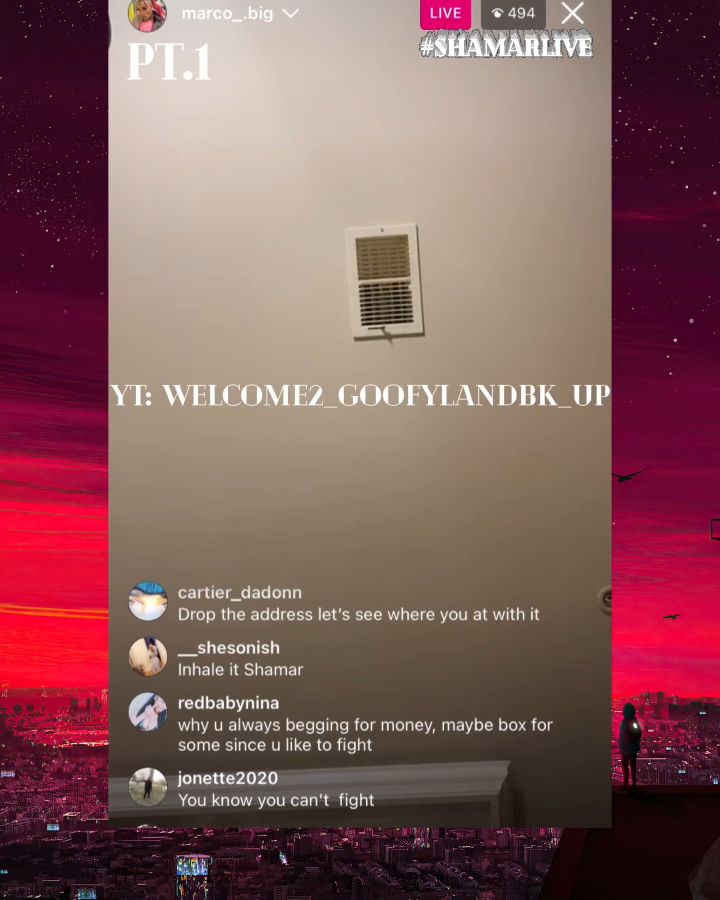 marco_.big
LIVE
494
#SHAMARLIVE
PT.1
YT: WELCOME2_GOOFYLANDBK_UP
cartier_dadonn
Drop the address let's see where you at with it
__shesonish
Inhale it Shamar
redbabynina
why u always begging for money, maybe box for
some since u like to fight
jonette2020
You know you can't fight